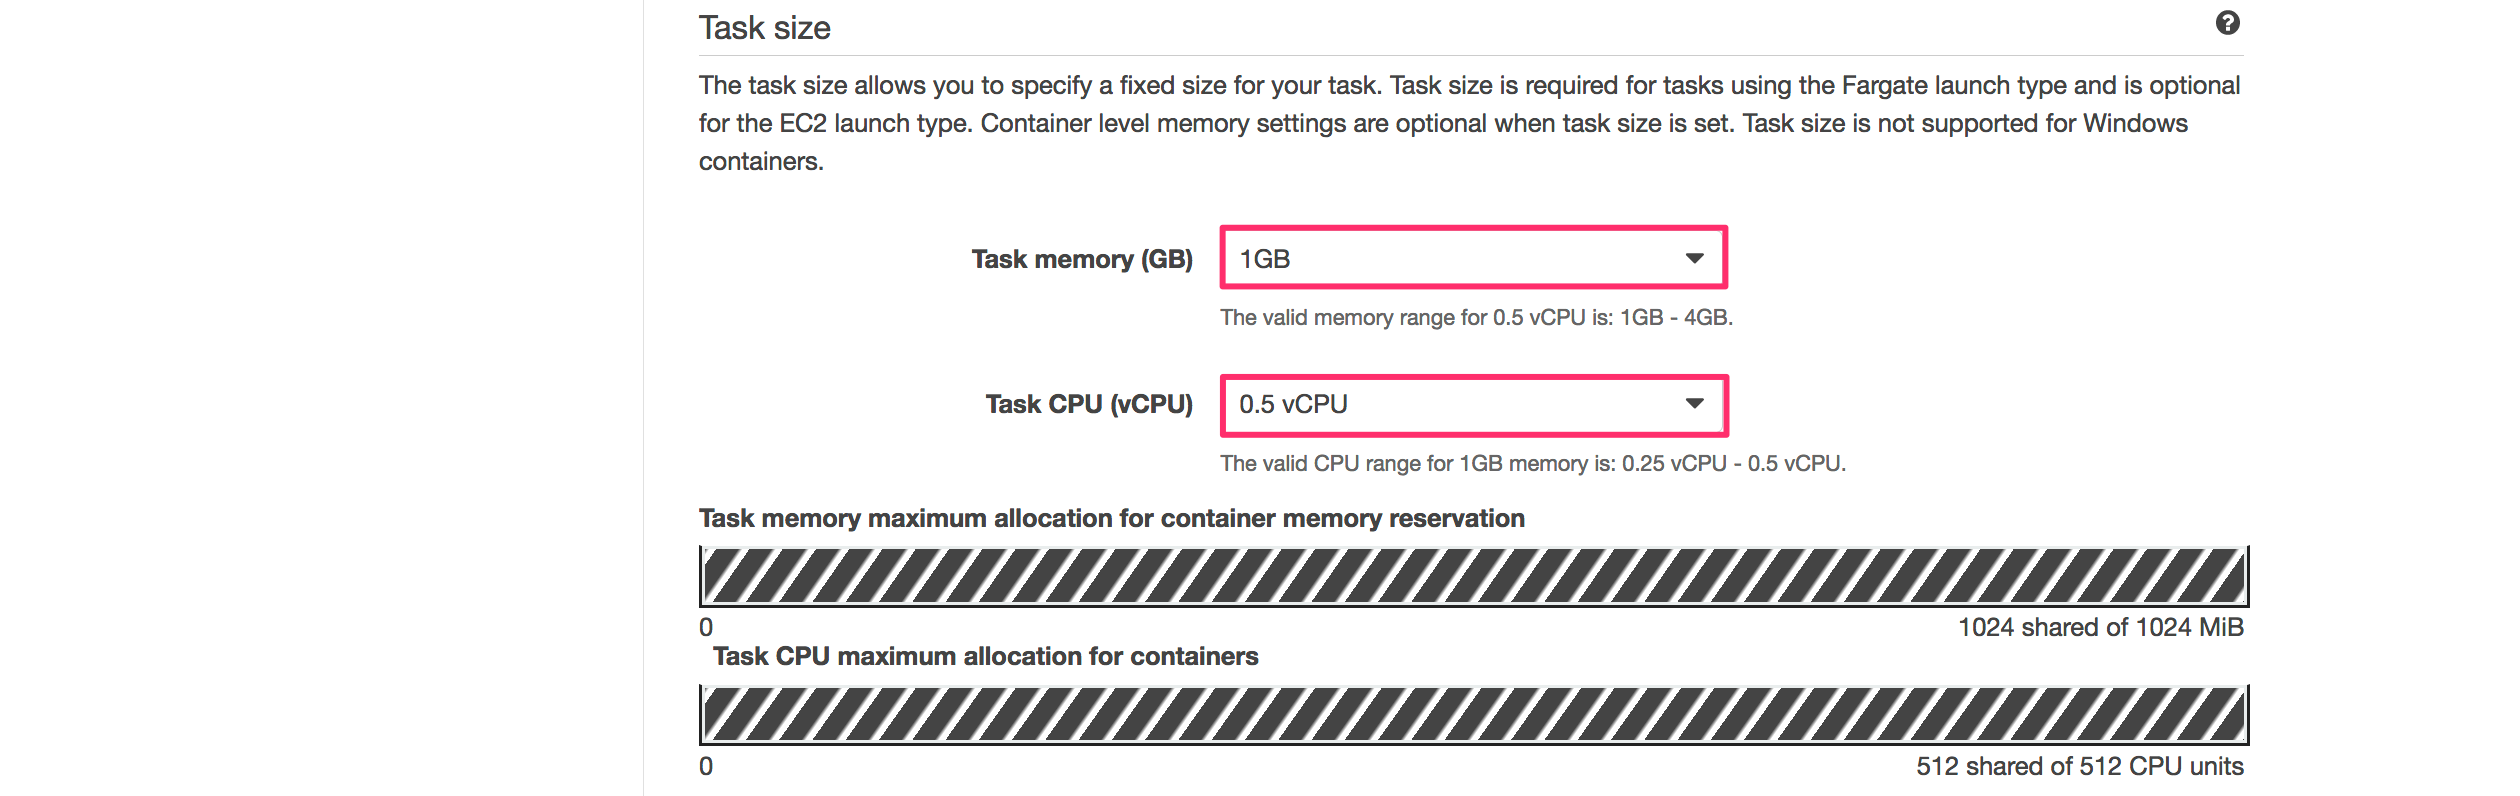 Task size
The task size allows you to specify a fixed size for your task. Task size is required for tasks using the Fargate launch type and is optional
for the EC2 launch type. Container level memory settings are optional when task size is set. Task size is not supported for Windows
containers.
Task memory (GB)
1GB
The valid memory range for 0.5 vCPU is: 1GB - 4GB.
Task CPU (vCPU)
0.5 vCPU
The valid CPU range for 1GB memory is: 0.25 vCPU - 0.5 vCPU.
Task memory maximum allocation for container memory reservation
0
1024 shared of 1024 MiB
Task CPU maximum allocation for containers
0
512 shared of 512 CPU units